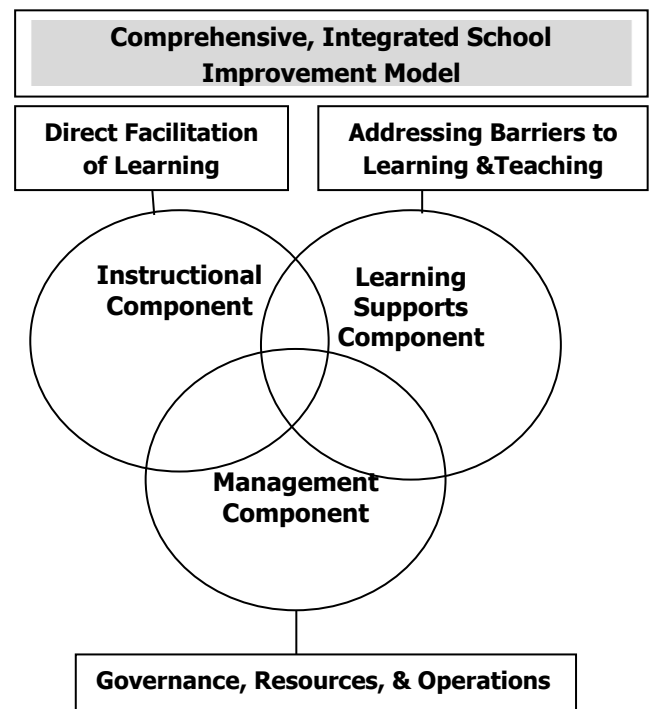 Comprehensive, Integrated School
Improvement Model
Direct Facilitation
of Learning
Addressing Barriers to
Learning &Teaching
Instructional
Component
Learning
Supports
Component
Management
Component
Governance, Resources, & Operations